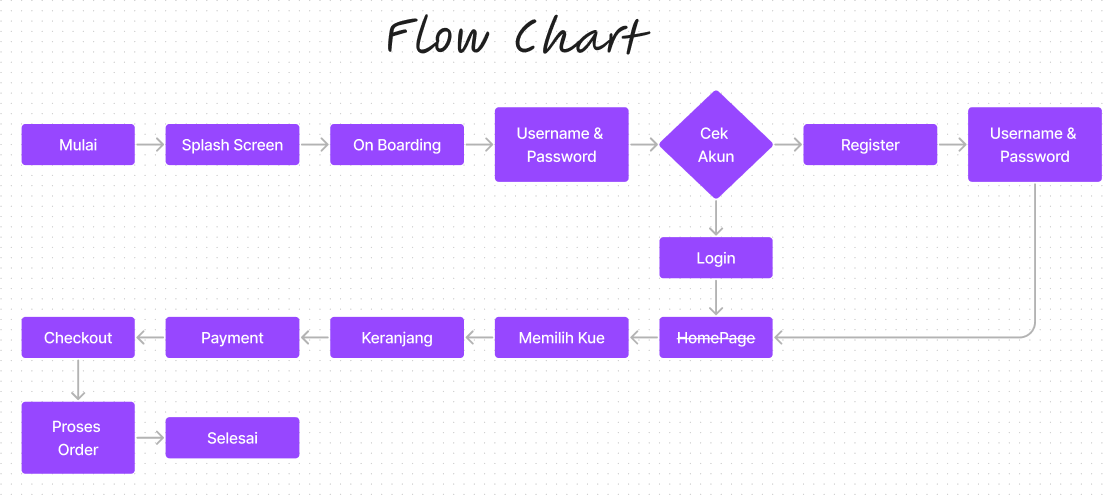 Flow Chart
Mulai
Splash Screen
On Boarding
Username &
Password
Cek
Akun
Register
Username &
Password
Login
HomePage
Memilih Kue
Keranjang
Payment
Checkout
Proses
Order
Selesai